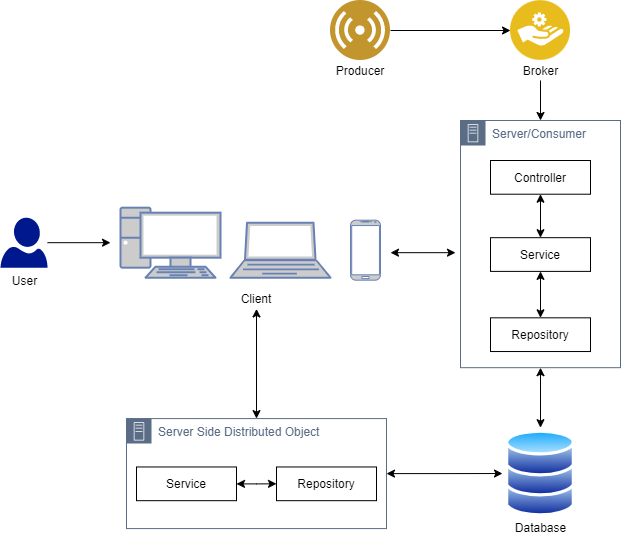 Producer
Broker
Server/Consumer
Controller
Service
Repository
User
Client
Server Side Distributed Object
Service
Repository
Database